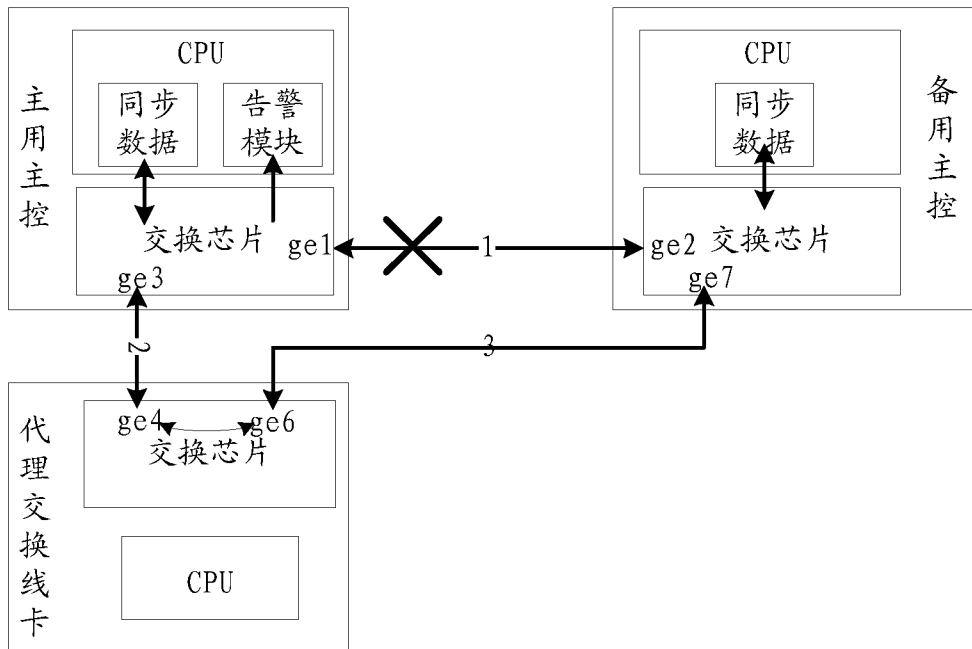 主用主控
CPU
同步
数据
告警
模块
交换芯片
ge1
ge3
1
备用主控
CPU
同步
数据
ge2
交换芯片
ge7
2
3
代理交换线卡
ge4
ge6
交换芯片
CPU